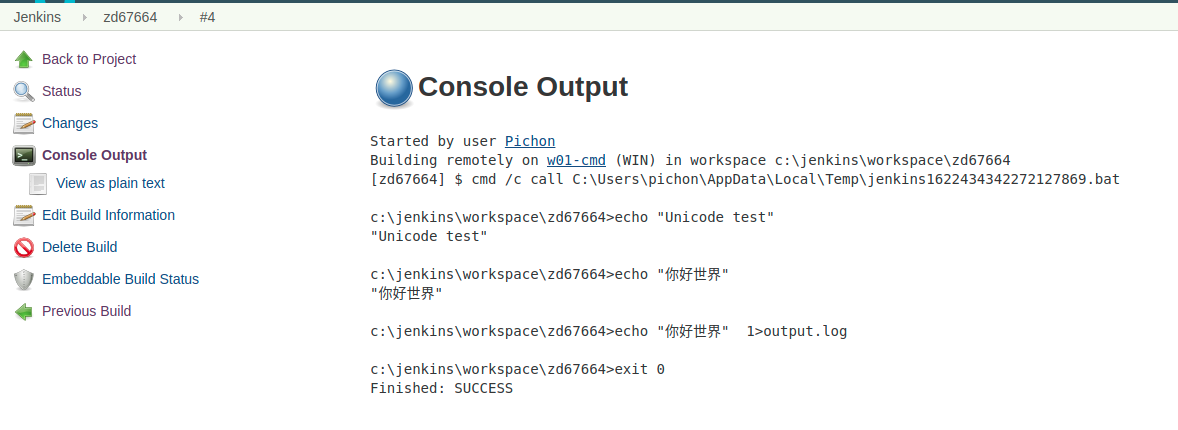 Jenkins zd67664 #4
Back to Project
Status
Changes
Console Output
View as plain text
Edit Build Information
Delete Build
Embeddable Build Status
Previous Build
Console Output
Started by user Pichon
Building remotely on w01-cmd (WIN) in workspace c:\jenkins\workspace\zd67664
[zd67664] $ cmd /c call C:\Users\pichon\AppData\Local\Temp\jenkins1622434342272127869.bat
c:\jenkins\workspace\zd67664>echo "Unicode test"
"Unicode test"
c:\jenkins\workspace\zd67664>echo "你好世界"
"你好世界"
c:\jenkins\workspace\zd67664>echo "你好世界"  1>output.log
c:\jenkins\workspace\zd67664>exit 0
Finished: SUCCESS